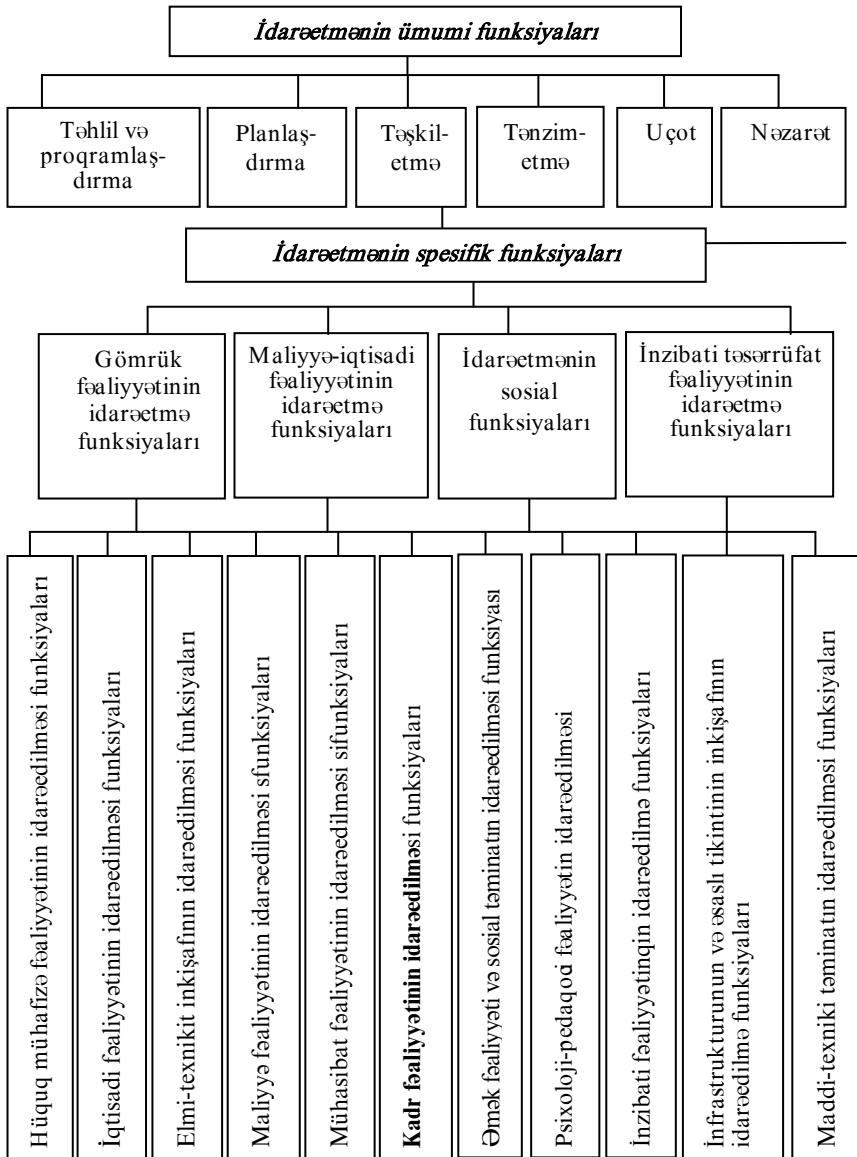 İdarəetmənin ümumi funksiyaları
Təhlil və
proqramlaş-
dırma
Planlaş-
dırma
Təşkil-
etmə
Tənzim-
etmə
Uçot
Nəzarət
İdarəetmənin spesifik funksiyaları
Gömrük
fəaliyyətinin
idarəetmə
funksiyaları
Maliyyə-iqtisadi
fəaliyyətinin
idarəetmə
funksiyaları
İdarəetmənin
sosial
funksiyaları
İnzibati təsərrüfat
fəaliyyətinin
idarəetmə
funksiyaları
Hüquq mühafizə fəaliyyətinin idarəedilməsi funksiyaları
İqtisadi fəaliyyətinin idarəedilməsi funksiyaları
Elmi-texnikit inkişafının idarəedilməsi funksiyaları
Maliyyə fəaliyyətinin idarəedilməsi sfunksiyaları
Mühasibat fəaliyyətinin idarəedilməsi sifunksiyaları
Kadr fəaliyyətinin idarəedilməsi funksiyaları
Əmək fəaliyyəti və sosial təminatın idarəedilməsi funksiyası
Psixoloji-pedaqoci fəaliyyətin idarəedilməsi
İnzibati fəaliyyətinqin idarəedilmə funksiyaları
İnfrastrukturunun və əsaslı tikintinin inkişafının
idarəedilmə funksiyaları
Maddi-texniki təminatın idarəedilməsi funksiyaları